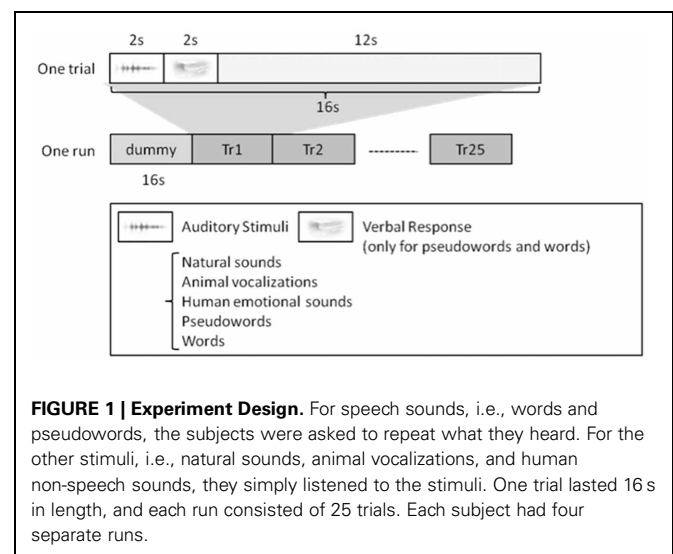 2s 2s 12s
One trial
16s
One run dummy Tr1 Tr2 Tr25
16s
Auditory Stimuli Verbal Response
(only for pseudowords and words)
Natural sounds
Animal vocalizations
Human emotional sounds
Pseudowords
Words
FIGURE 1 | Experiment Design. For speech sounds, i.e., words and
pseudowords, the subjects were asked to repeat what they heard. For the
other stimuli, i.e., natural sounds, animal vocalizations, and human
non-speech sounds, they simply listened to the stimuli. One trial lasted 16 s
in length, and each run consisted of 25 trials. Each subject had four
separate runs.